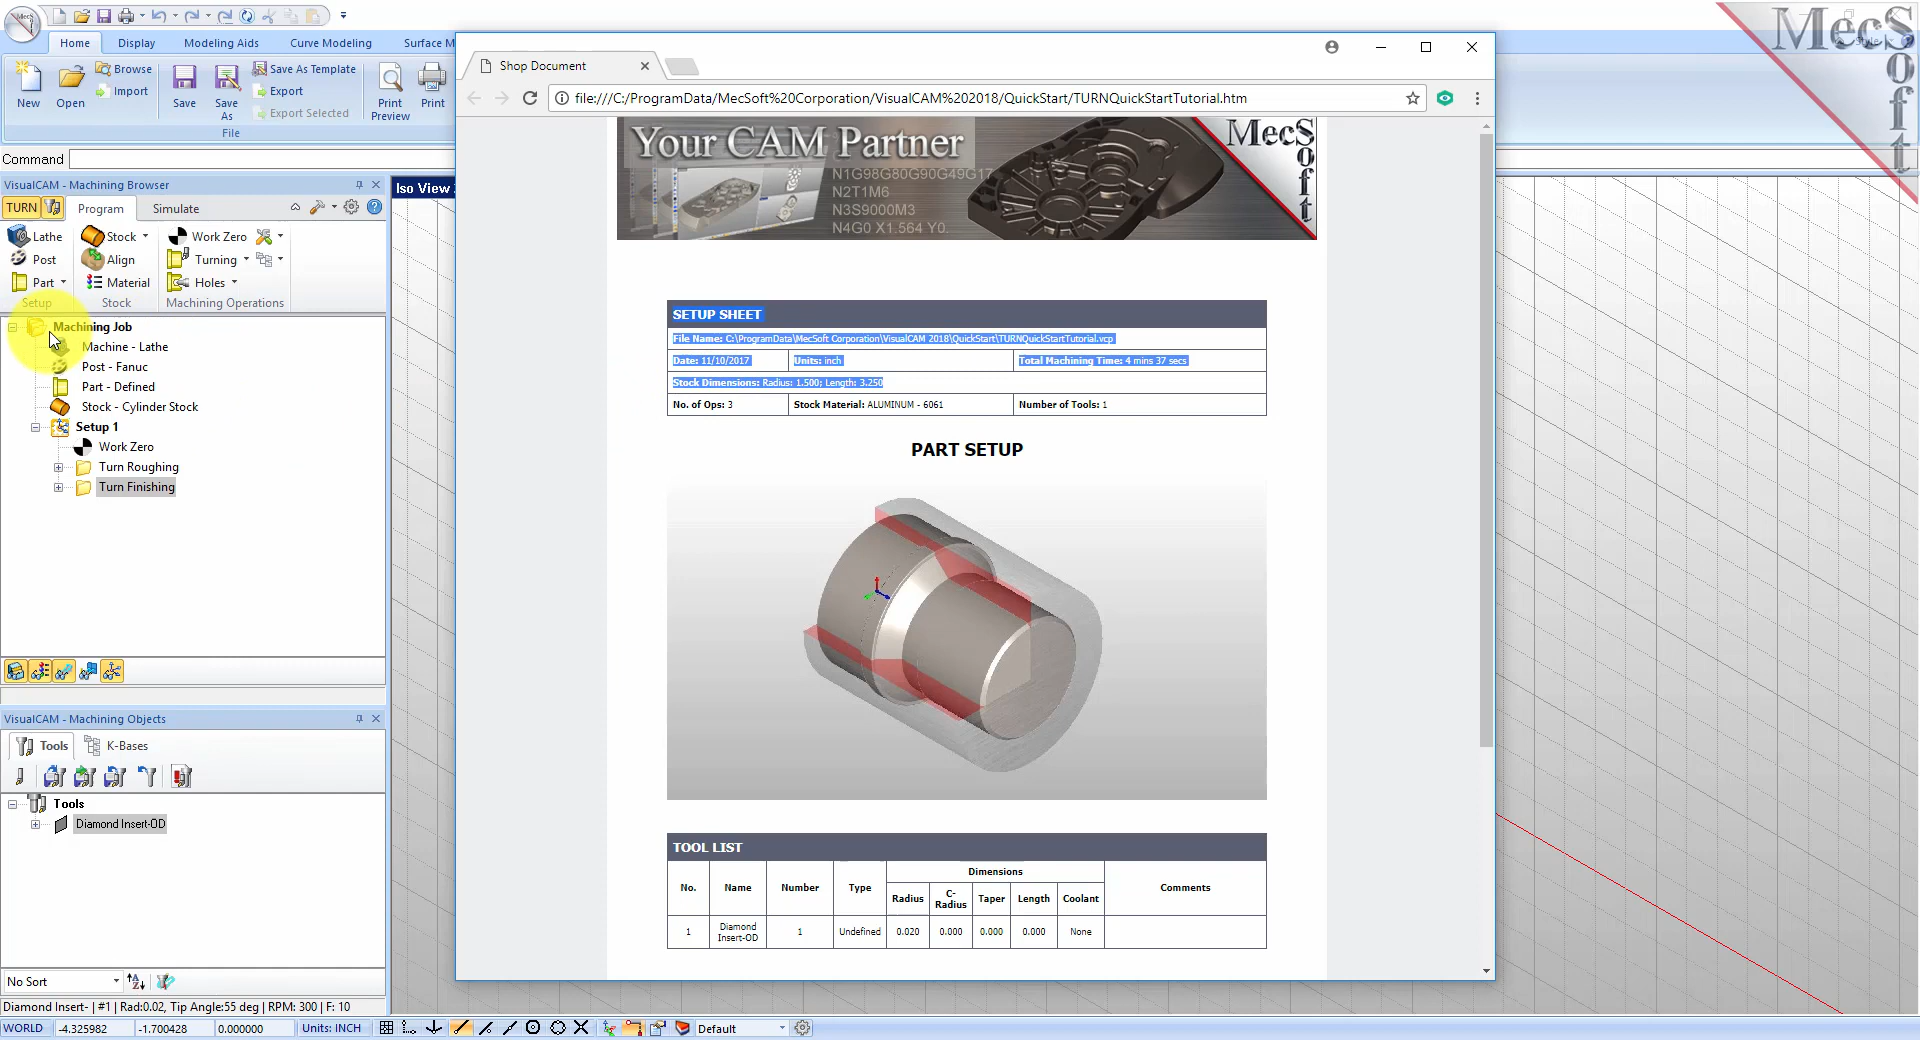 MecSoft
Home
Display
Modeling Aids
Curve Modeling
Surface M
New
Open
Browse
Import
Save
Save As
Save As Template
Export
Export Selected
Print Preview
Print
File
Command
VisualCAM - Machining Browser
TURN
Program
Simulate
Lathe
Stock
Work Zero
Post
Align
Turning
Part
Material
Holes
Setup
Stock
Machining Operations
Machining Job
Machine - Lathe
Post - Fanuc
Part - Defined
Stock - Cylinder Stock
Setup 1
Work Zero
Turn Roughing
Turn Finishing
VisualCAM - Machining Objects
Tools
K-Bases
Tools
Diamond Insert-OD
No Sort
Diamond Insert- | #1 | Rad:0.02, Tip Angle:55 deg | RPM: 300 | F: 10
WORLD
-4.325982
-1.700428
0.000000
Units: INCH
Default
Iso View
Shop Document
file:///C:/ProgramData/MecSoft%20Corporation/VisualCAM%202018/QuickStart/TURNQuickStartTutorial.htm
Your CAM Partner
N1G98G80G90G49G17
N2T1M6
N3S9000M3
N4G0 X1.564 Y0.
MecSoft
SETUP SHEET
File Name: C:\ProgramData\MecSoft Corporation\VisualCAM 2018\QuickStart\TURNQuickStartTutorial.vcp
Date: 11/10/2017
Units: inch
Total Machining Time: 4 mins 37 secs
Stock Dimensions: Radius: 1.500; Length: 3.250
No. of Ops: 3
Stock Material: ALUMINUM - 6061
Number of Tools: 1
PART SETUP
TOOL LIST
No.
Name
Number
Type
Dimensions
Radius
C-Radius
Taper
Length
Coolant
Comments
1
Diamond Insert-OD
1
Undefined
0.020
0.000
0.000
0.000
None
MecSoft